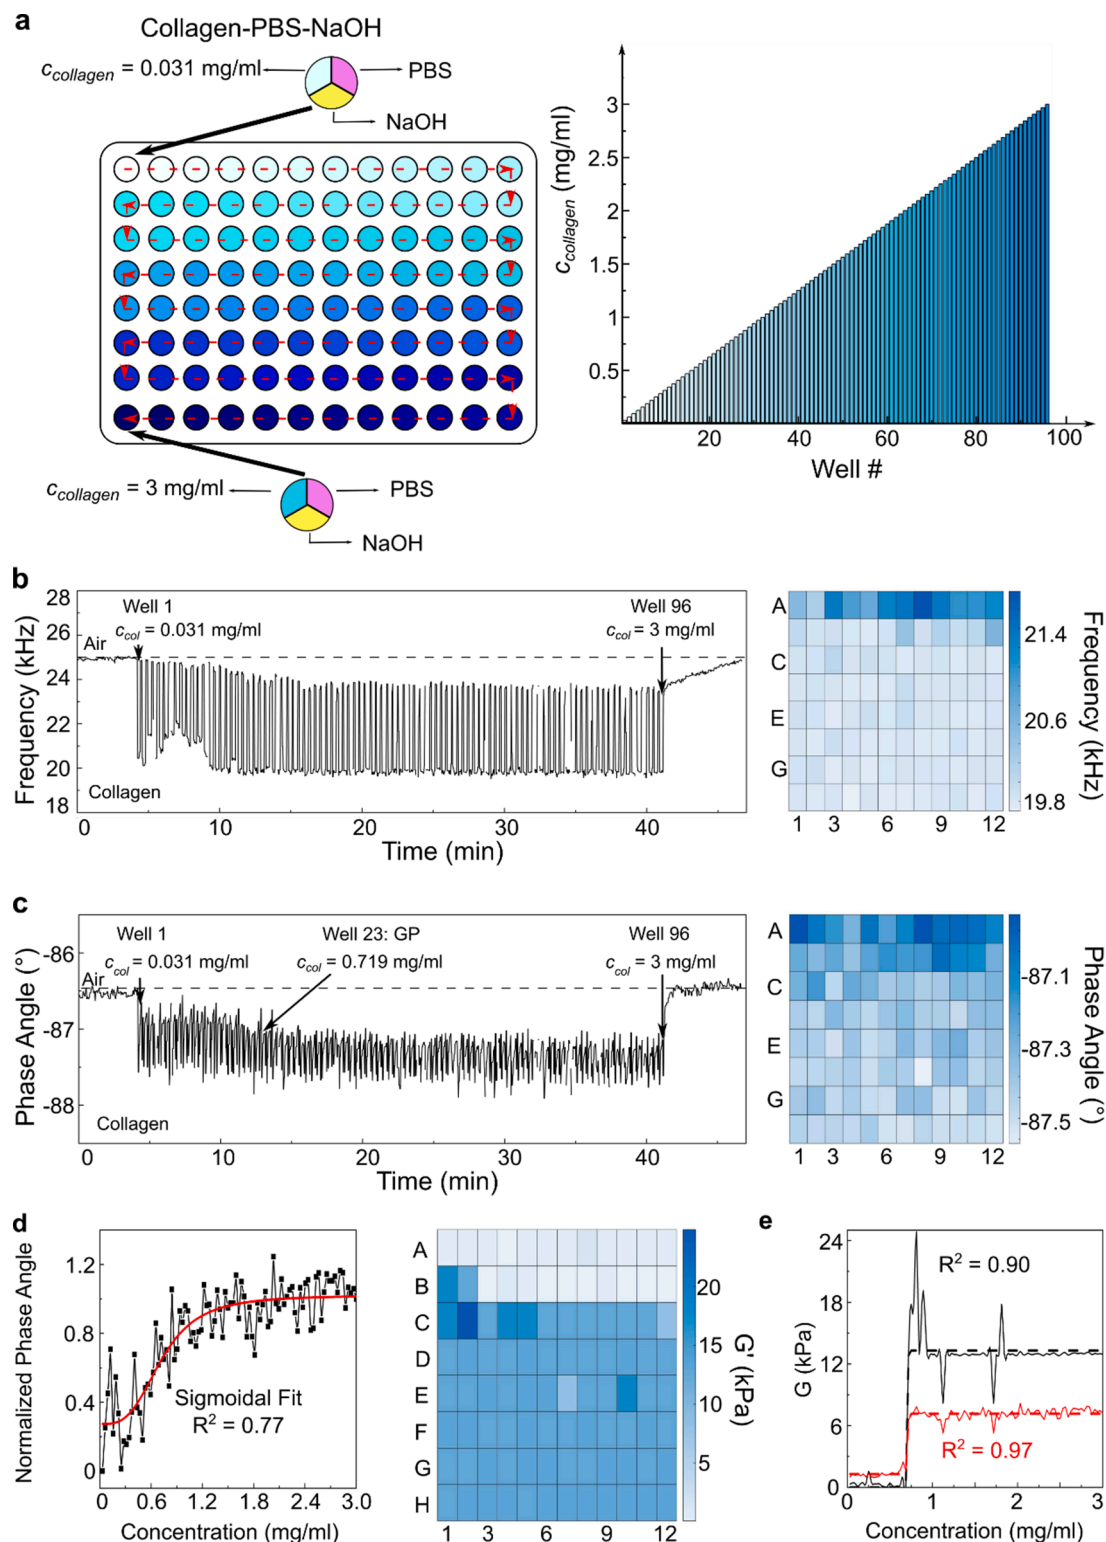 a
Collagen-PBS-NaOH
c_collagen = 0.031 mg/ml
PBS
NaOH
c_collagen = 3 mg/ml
PBS
NaOH
c_collagen (mg/ml)
3
2.5
2
1.5
1
0.5
20 40 60 80 100
Well #
b
Frequency (kHz)
28
26
24
22
20
18
Air
Well 1
c_col = 0.031 mg/ml
Well 96
c_col = 3 mg/ml
Collagen
0 10 20 30 40
Time (min)
A
C
E
G
1 3 6 9 12
21.4
20.6
19.8
Frequency (kHz)
c
Phase Angle (°)
-86
-87
-88
Air
Well 1
c_col = 0.031 mg/ml
Well 23: GP
c_col = 0.719 mg/ml
Well 96
c_col = 3 mg/ml
Collagen
0 10 20 30 40
Time (min)
A
C
E
G
1 3 6 9 12
-87.1
-87.3
-87.5
Phase Angle (°)
d
Normalized Phase Angle
1.2
0.8
0.4
0
Sigmoidal Fit
R² = 0.77
0 0.6 1.2 1.8 2.4 3.0
Concentration (mg/ml)
A
B
C
D
E
F
G
H
1 3 6 9 12
20
15
10
5
G' (kPa)
e
G (kPa)
24
18
12
6
0
R² = 0.90
R² = 0.97
0 1 2 3
Concentration (mg/ml)